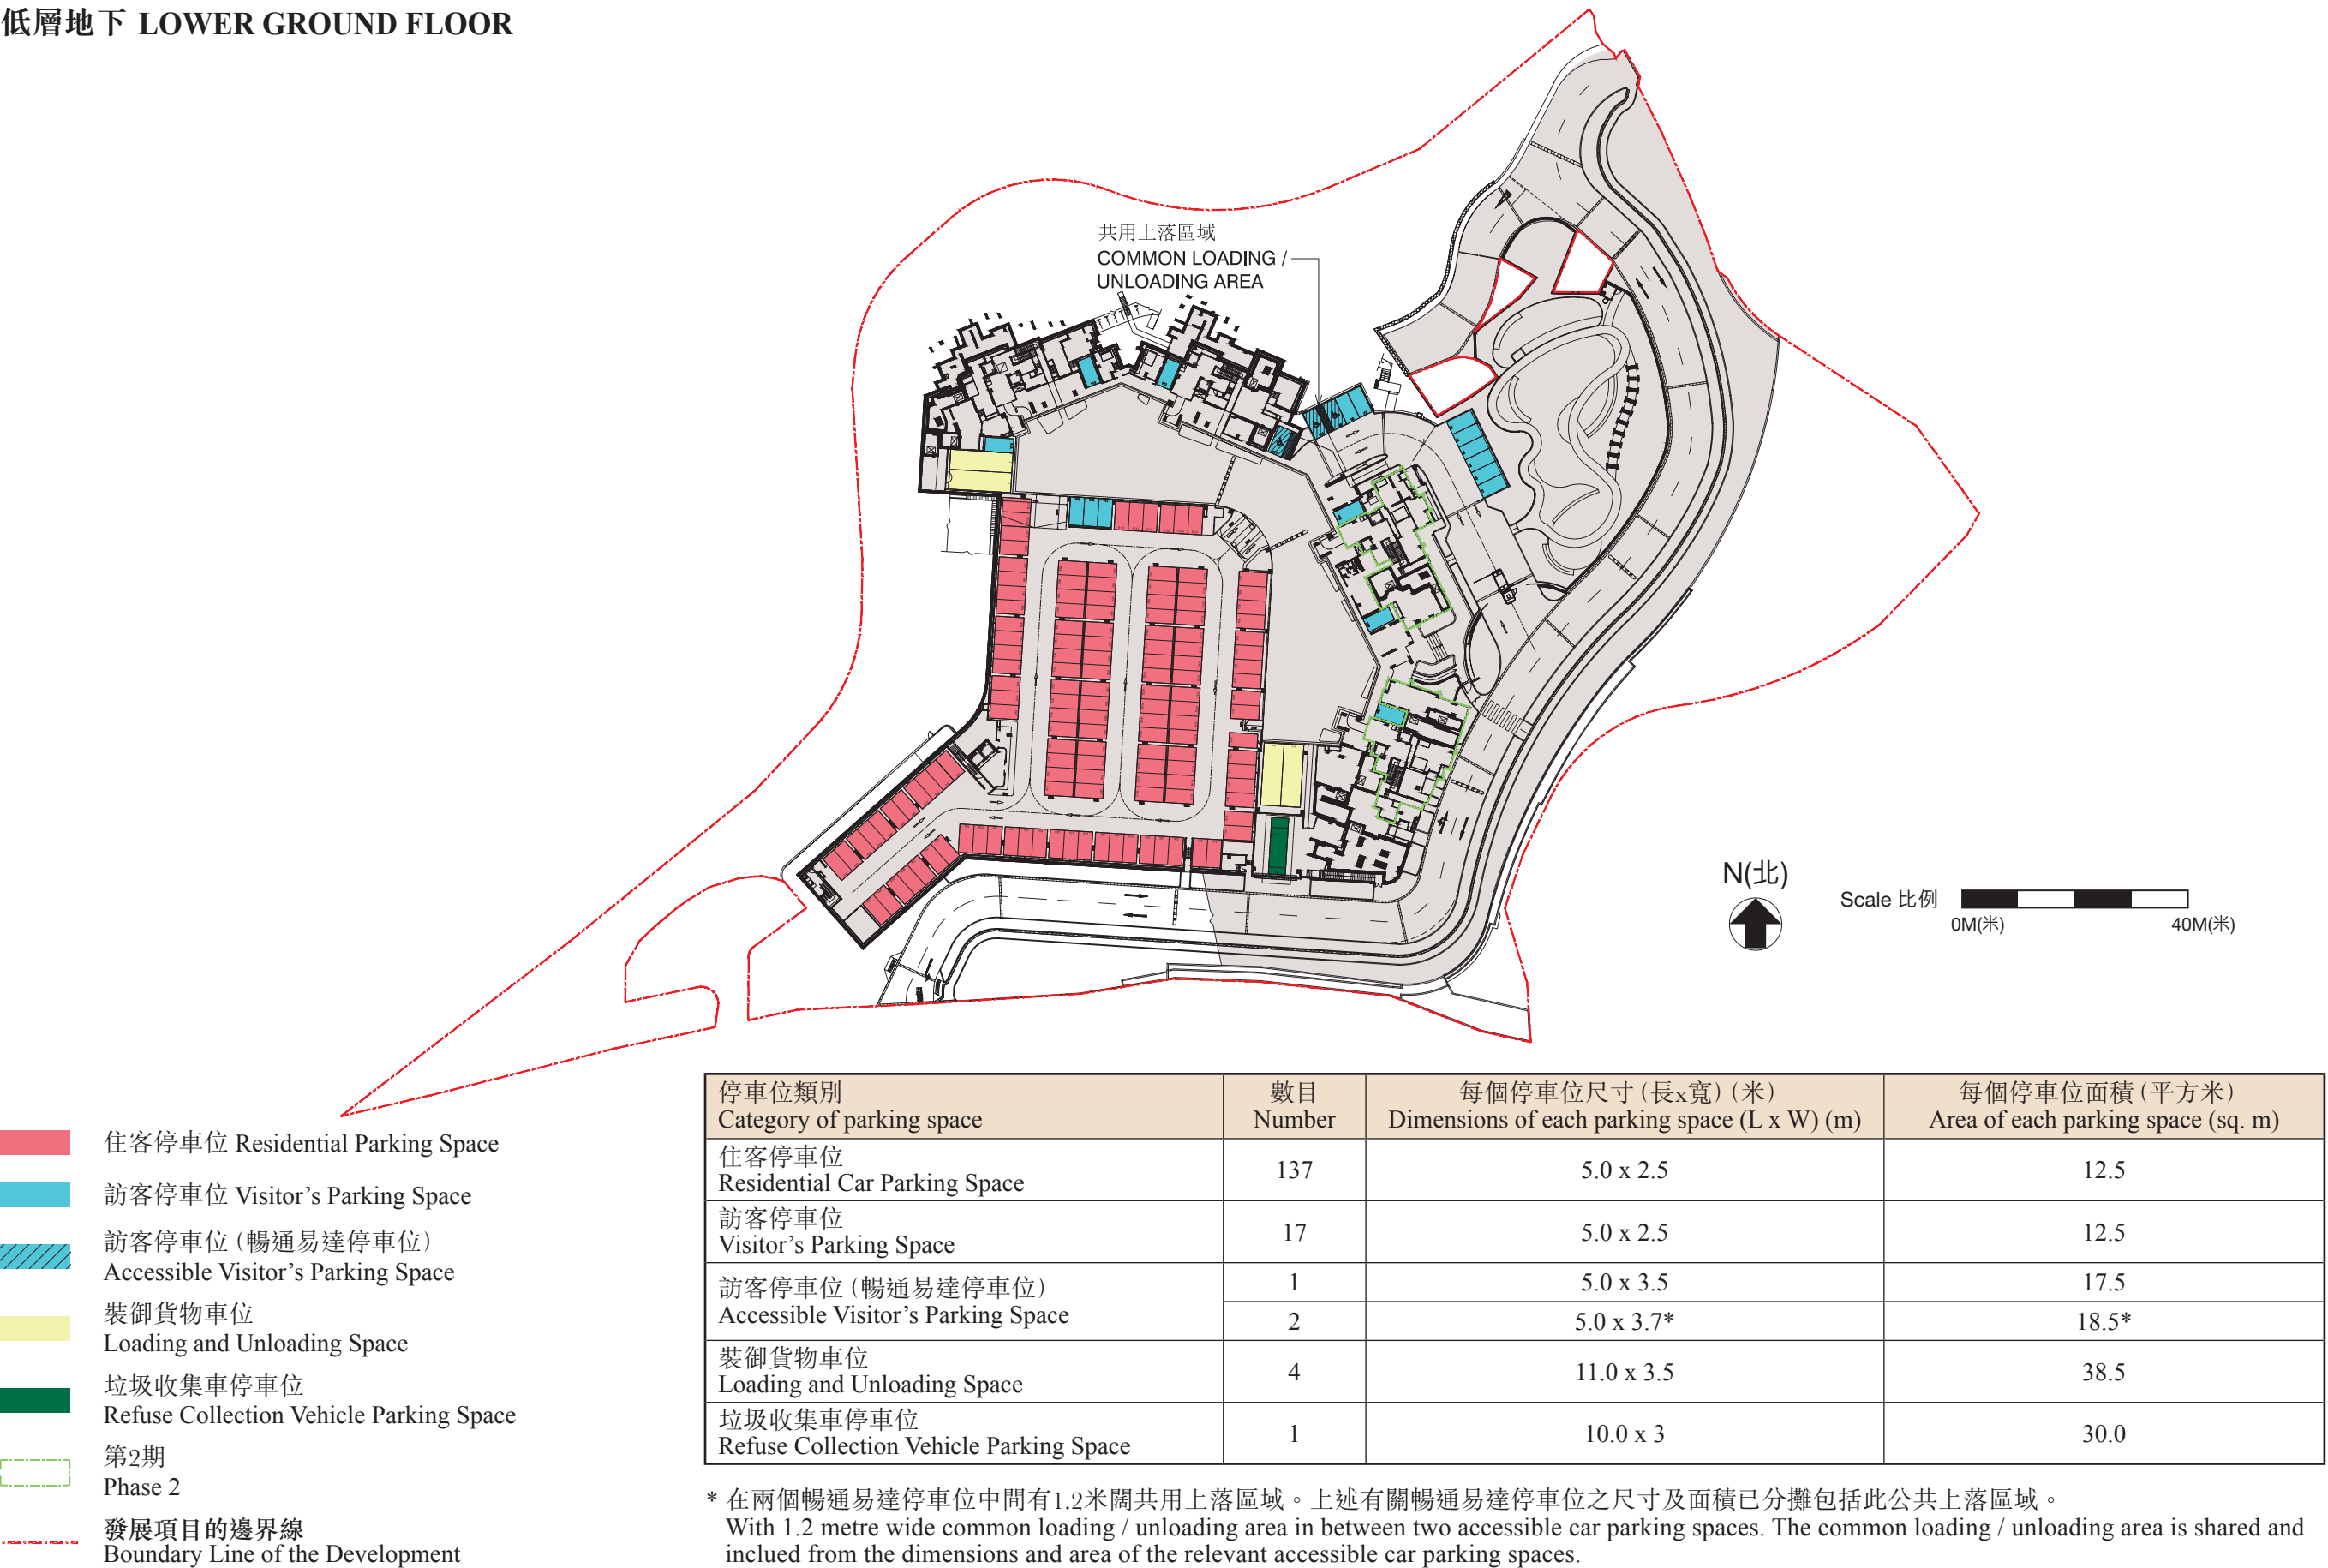 低層地下 LOWER GROUND FLOOR
共用上落區域
COMMON LOADING /
UNLOADING AREA
N(北)
Scale 比例
0M(米)
40M(米)
住客停車位 Residential Parking Space
訪客停車位 Visitor's Parking Space
訪客停車位 (暢通易達停車位)
Accessible Visitor's Parking Space
裝御貨物車位
Loading and Unloading Space
垃圾收集車停車位
Refuse Collection Vehicle Parking Space
第2期
Phase 2
發展項目的邊界線
Boundary Line of the Development
停車位類別
Category of parking space
數目
Number
每個停車位尺寸 (長x寬) (米)
Dimensions of each parking space (L x W) (m)
每個停車位面積 (平方米)
Area of each parking space (sq. m)
住客停車位
Residential Car Parking Space
137
5.0 x 2.5
12.5
訪客停車位
Visitor's Parking Space
17
5.0 x 2.5
12.5
訪客停車位 (暢通易達停車位)
Accessible Visitor's Parking Space
1
5.0 x 3.5
17.5
2
5.0 x 3.7*
18.5*
裝御貨物車位
Loading and Unloading Space
4
11.0 x 3.5
38.5
垃圾收集車停車位
Refuse Collection Vehicle Parking Space
1
10.0 x 3
30.0
* 在兩個暢通易達停車位中間有1.2米闊共用上落區域。上述有關暢通易達停車位之尺寸及面積已分攤包括此公共上落區域。
With 1.2 metre wide common loading / unloading area in between two accessible car parking spaces. The common loading / unloading area is shared and
inclued from the dimensions and area of the relevant accessible car parking spaces.